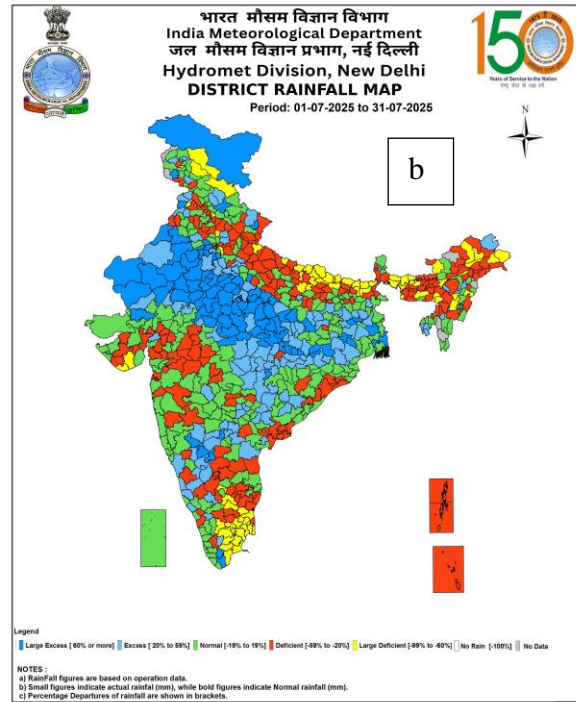 भारत मौसम विज्ञान विभाग
India Meteorological Department
जल मौसम विज्ञान प्रभाग, नई दिल्ली
Hydromet Division, New Delhi
DISTRICT RAINFALL MAP
Period: 01-07-2025 to 31-07-2025
150
Years of Service to the Nation
N
b
Legend
Large Excess [ 60% or more] Excess [ 20% to 59%] Normal [-19% to 19%] Deficient [-59% to -20%] Large Deficient [-99% to -60%] No Rain [-100%] No Data
NOTES :
a) RainFall figures are based on operation data.
b) Small figures indicate actual rainfal (mm), while bold figures indicate Normal rainfall (mm).
c) Percentage Departures of rainfall are shown in brackets.